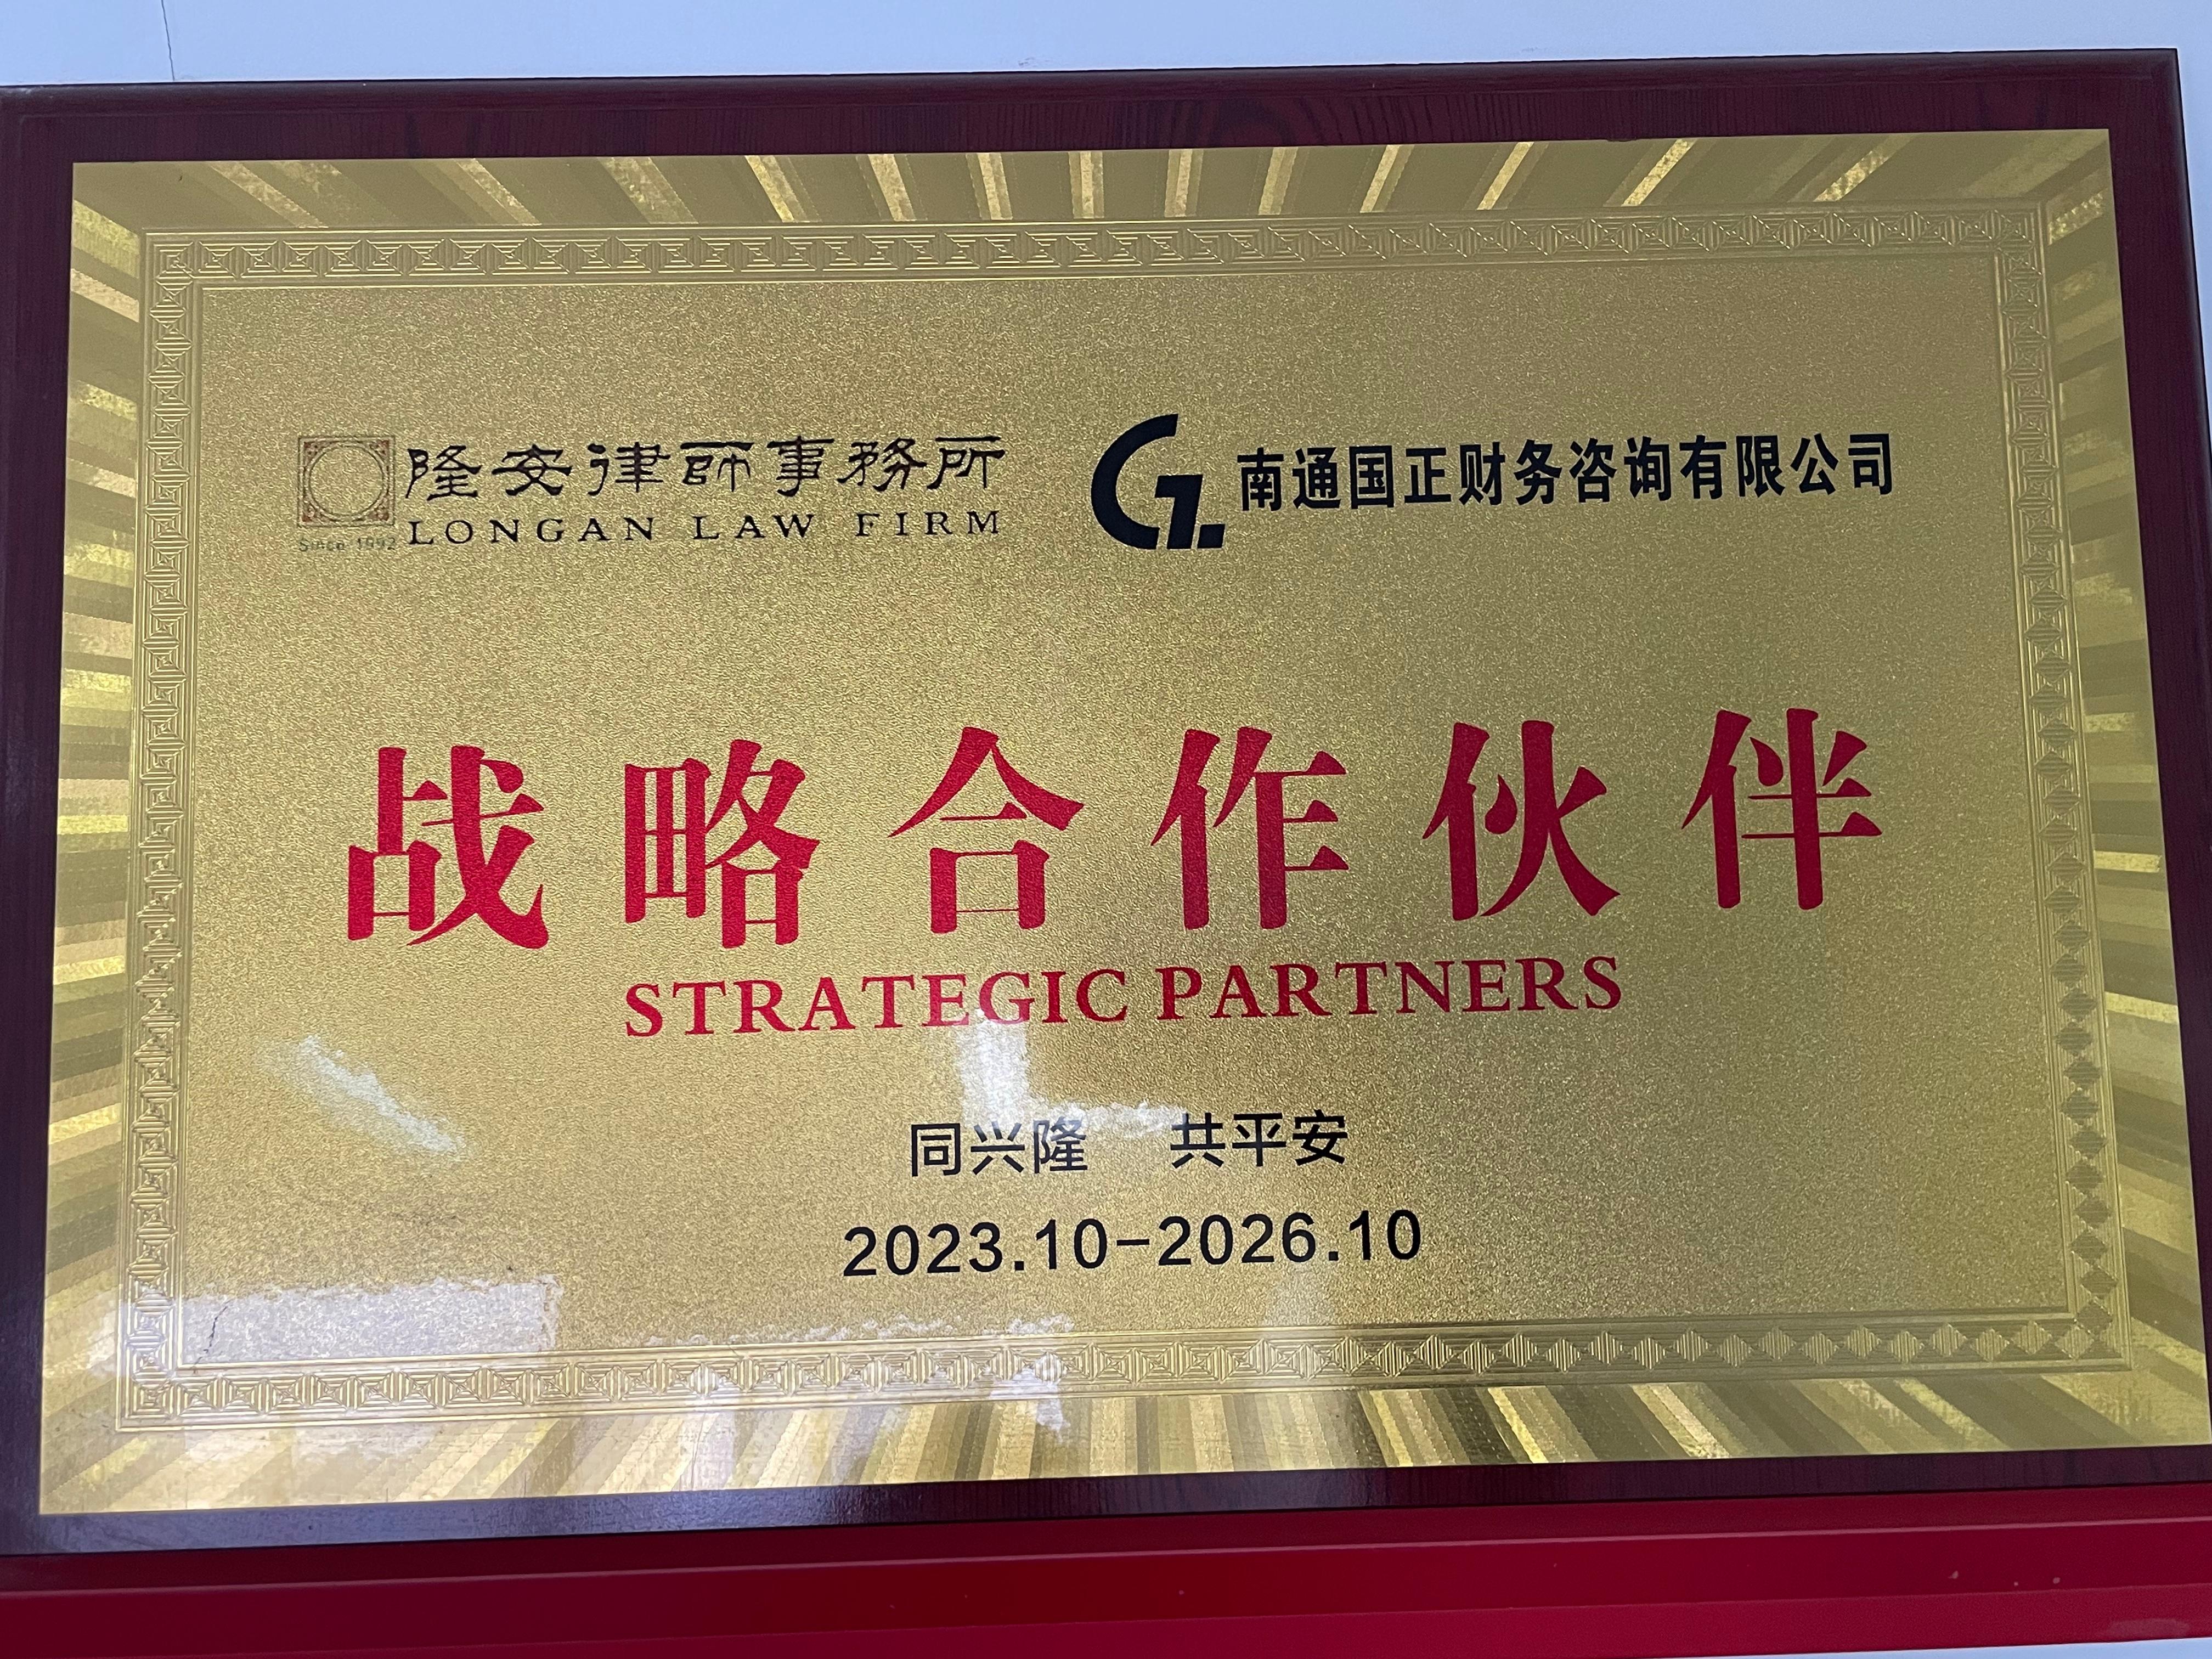 隆安律師事務所
LONGAN LAW FIRM
Since 1992
G1.
南通国正财务咨询有限公司
战略合作伙伴
STRATEGIC PARTNERS
同兴隆 共平安
2023.10-2026.10